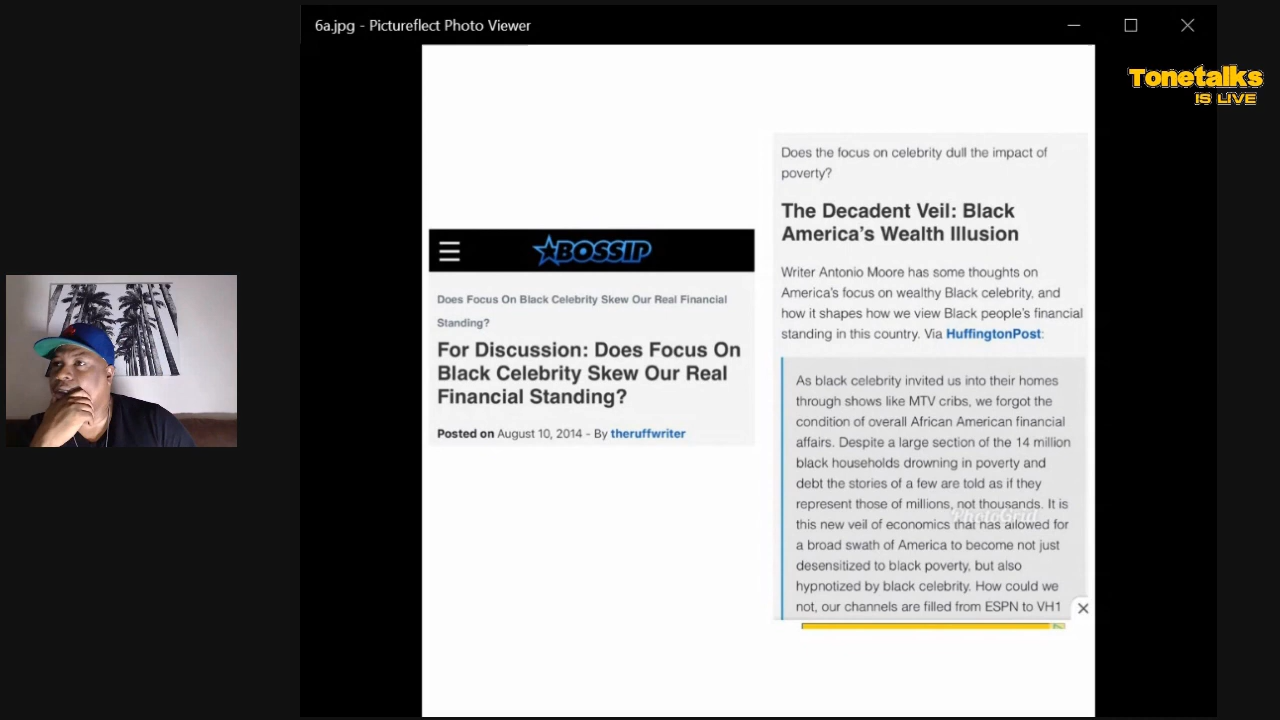 6a.jpg - Pictureflect Photo Viewer
Tonetalks
IS LIVE
BOSSIP
Does Focus On Black Celebrity Skew Our Real Financial
Standing?
For Discussion: Does Focus On
Black Celebrity Skew Our Real
Financial Standing?
Posted on August 10, 2014 - By theruffwriter
Does the focus on celebrity dull the impact of
poverty?
The Decadent Veil: Black
America's Wealth Illusion
Writer Antonio Moore has some thoughts on
America's focus on wealthy Black celebrity, and
how it shapes how we view Black people's financial
standing in this country. Via HuffingtonPost:
As black celebrity invited us into their homes
through shows like MTV cribs, we forgot the
condition of overall African American financial
affairs. Despite a large section of the 14 million
black households drowning in poverty and
debt the stories of a few are told as if they
represent those of millions, not thousands. It is
PhotoGrid
this new veil of economics that has allowed for
a broad swath of America to become not just
desensitized to black poverty, but also
hypnotized by black celebrity. How could we
not, our channels are filled from ESPN to VH1